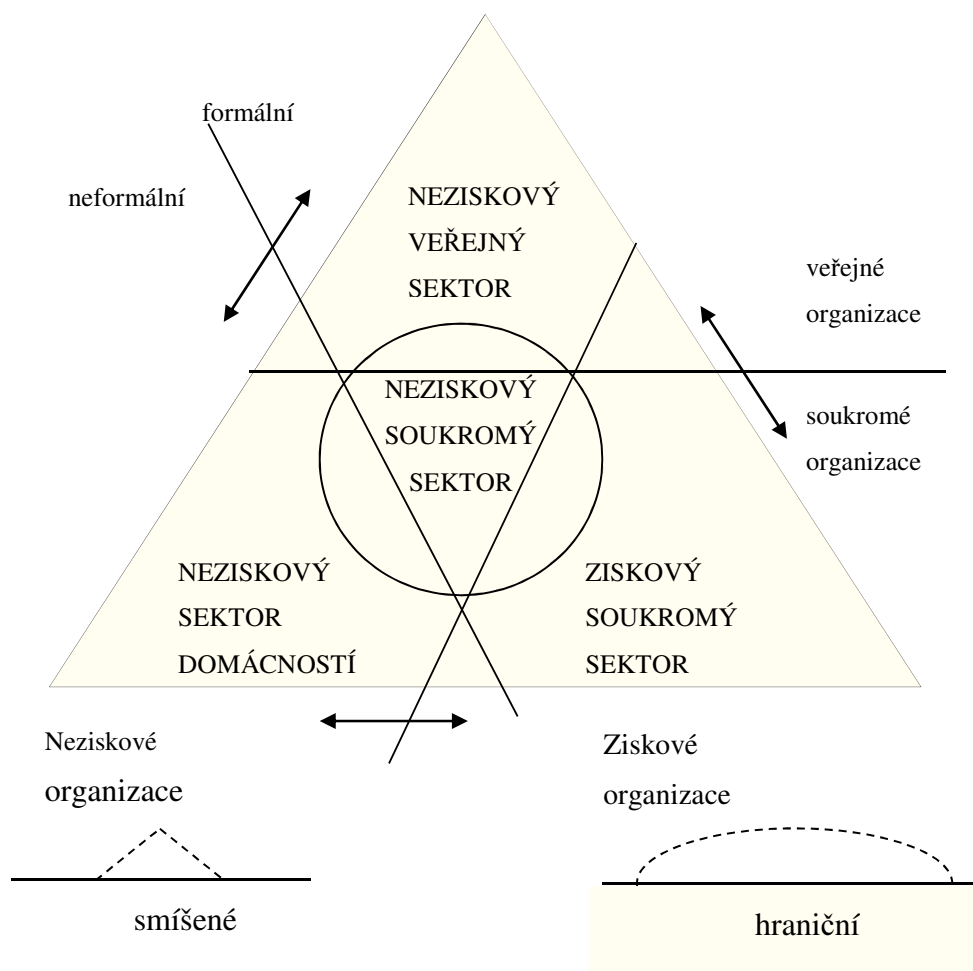 formální
neformální
NEZISKOVÝ
VEŘEJNÝ
SEKTOR
veřejné
organizace
NEZISKOVÝ
SOUKROMÝ
SEKTOR
soukromé
organizace
NEZISKOVÝ
SEKTOR
DOMÁCNOSTÍ
ZISKOVÝ
SOUKROMÝ
SEKTOR
Neziskové
organizace
Ziskové
organizace
smíšené
hraniční